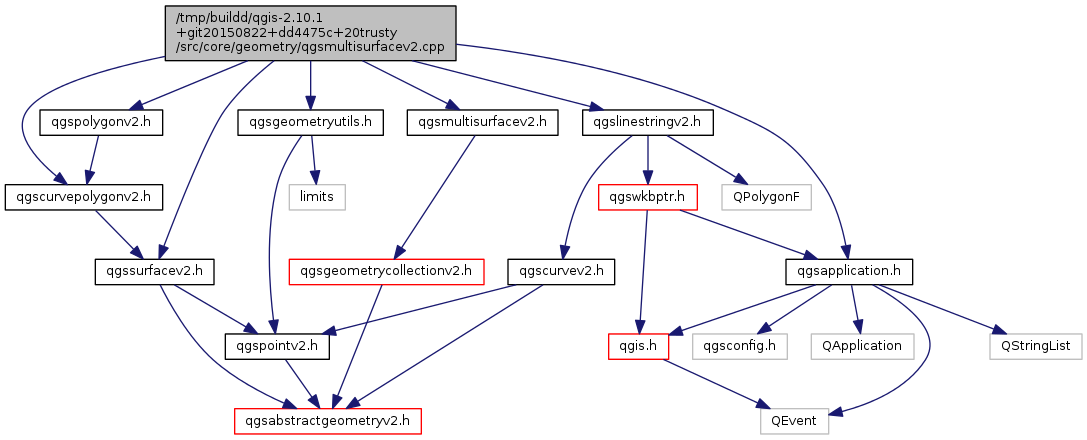 /tmp/buildd/qgis-2.10.1
+git20150822+dd4475c+20trusty
/src/core/geometry/qgsmultisurfacev2.cpp
qgspolygonv2.h
qgsgeometryutils.h
qgsmultisurfacev2.h
qgslinestringv2.h
qgscurvepolygonv2.h
limits
qgswkbptr.h
QPolygonF
qgssurfacev2.h
qgsgeometrycollectionv2.h
qgscurvev2.h
qgsapplication.h
qgspointv2.h
qgis.h
qgsconfig.h
QApplication
QStringList
qgsabstractgeometryv2.h
QEvent